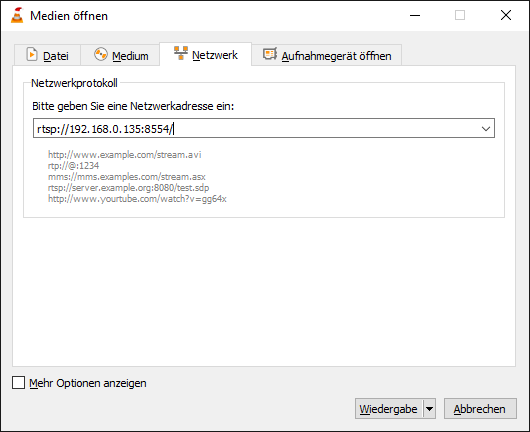 Medien öffnen
Datei Medium Netzwerk Aufnahmegerät öffnen
Netzwerkprotokoll
Bitte geben Sie eine Netzwerkadresse ein:
rtsp://192.168.0.135:8554/
http://www.example.com/stream.avi
rtp://@:1234
mms://mms.examples.com/stream.asx
rtsp://server.example.org:8080/test.sdp
http://www.yourtube.com/watch?v=gg64x
Mehr Optionen anzeigen
Wiedergabe Abbrechen